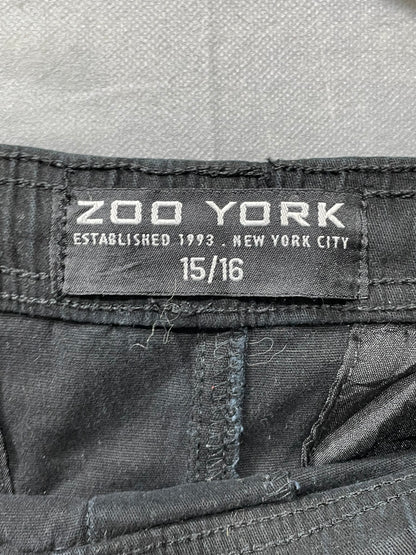 ZOO YORK
ESTABLISHED 1993 . NEW YORK CITY
15/16